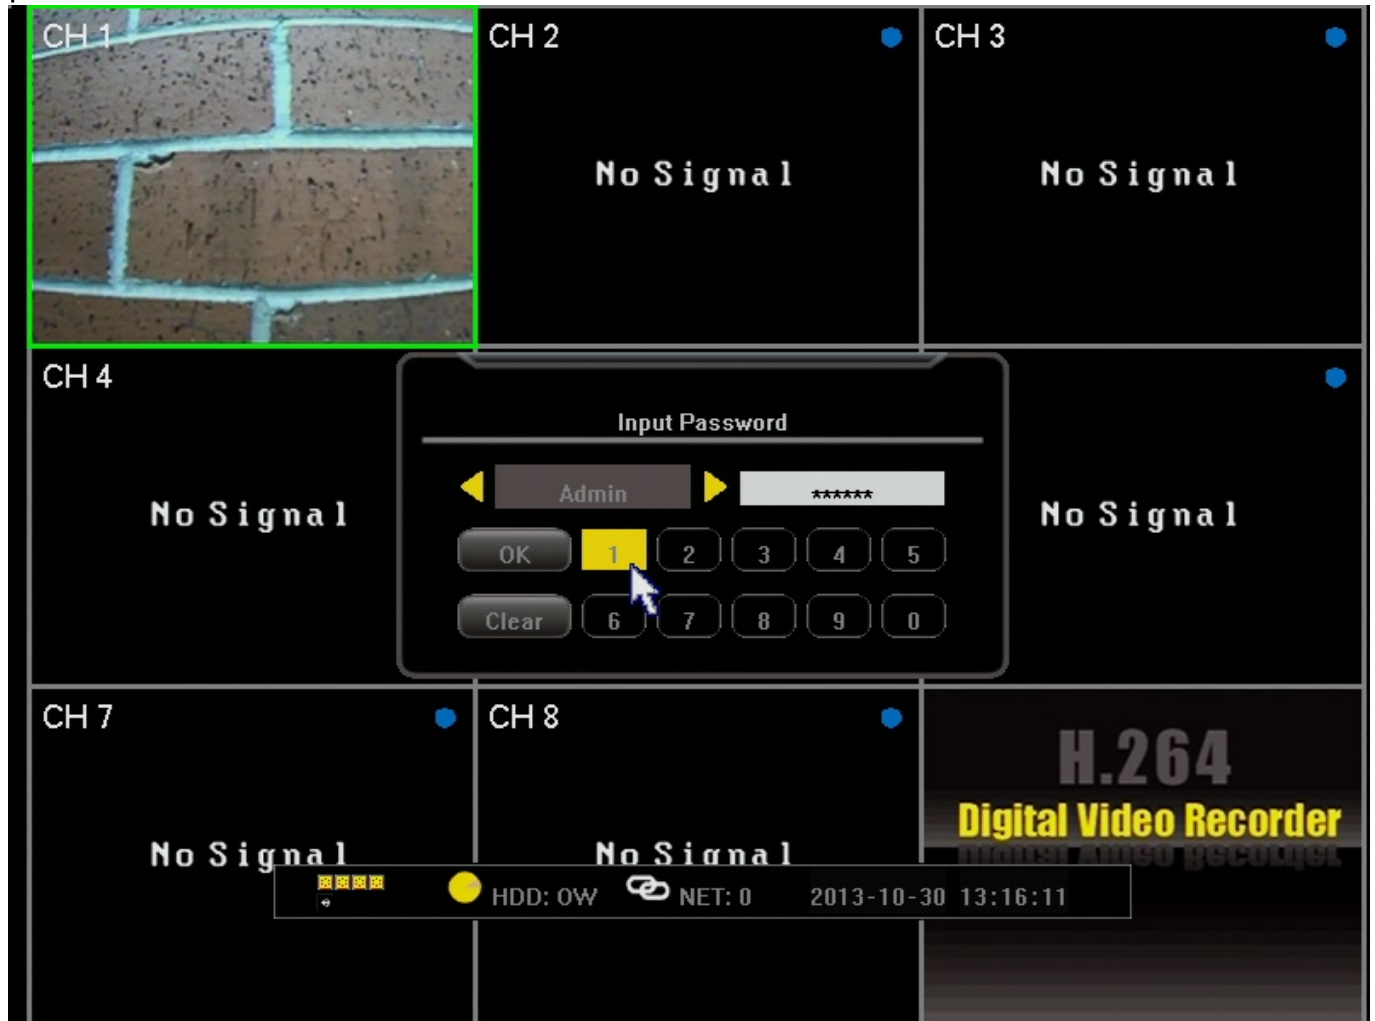 CH 1
CH 2
CH 3
No Signal
No Signal
CH 4
Input Password
Admin
******
No Signal
No Signal
OK 1 2 3 4 5
Clear 6 7 8 9 0
CH 7
CH 8
H.264
Digital Video Recorder
No Signal
No Signal
HDD: OW NET: 0 2013-10-30 13:16:11